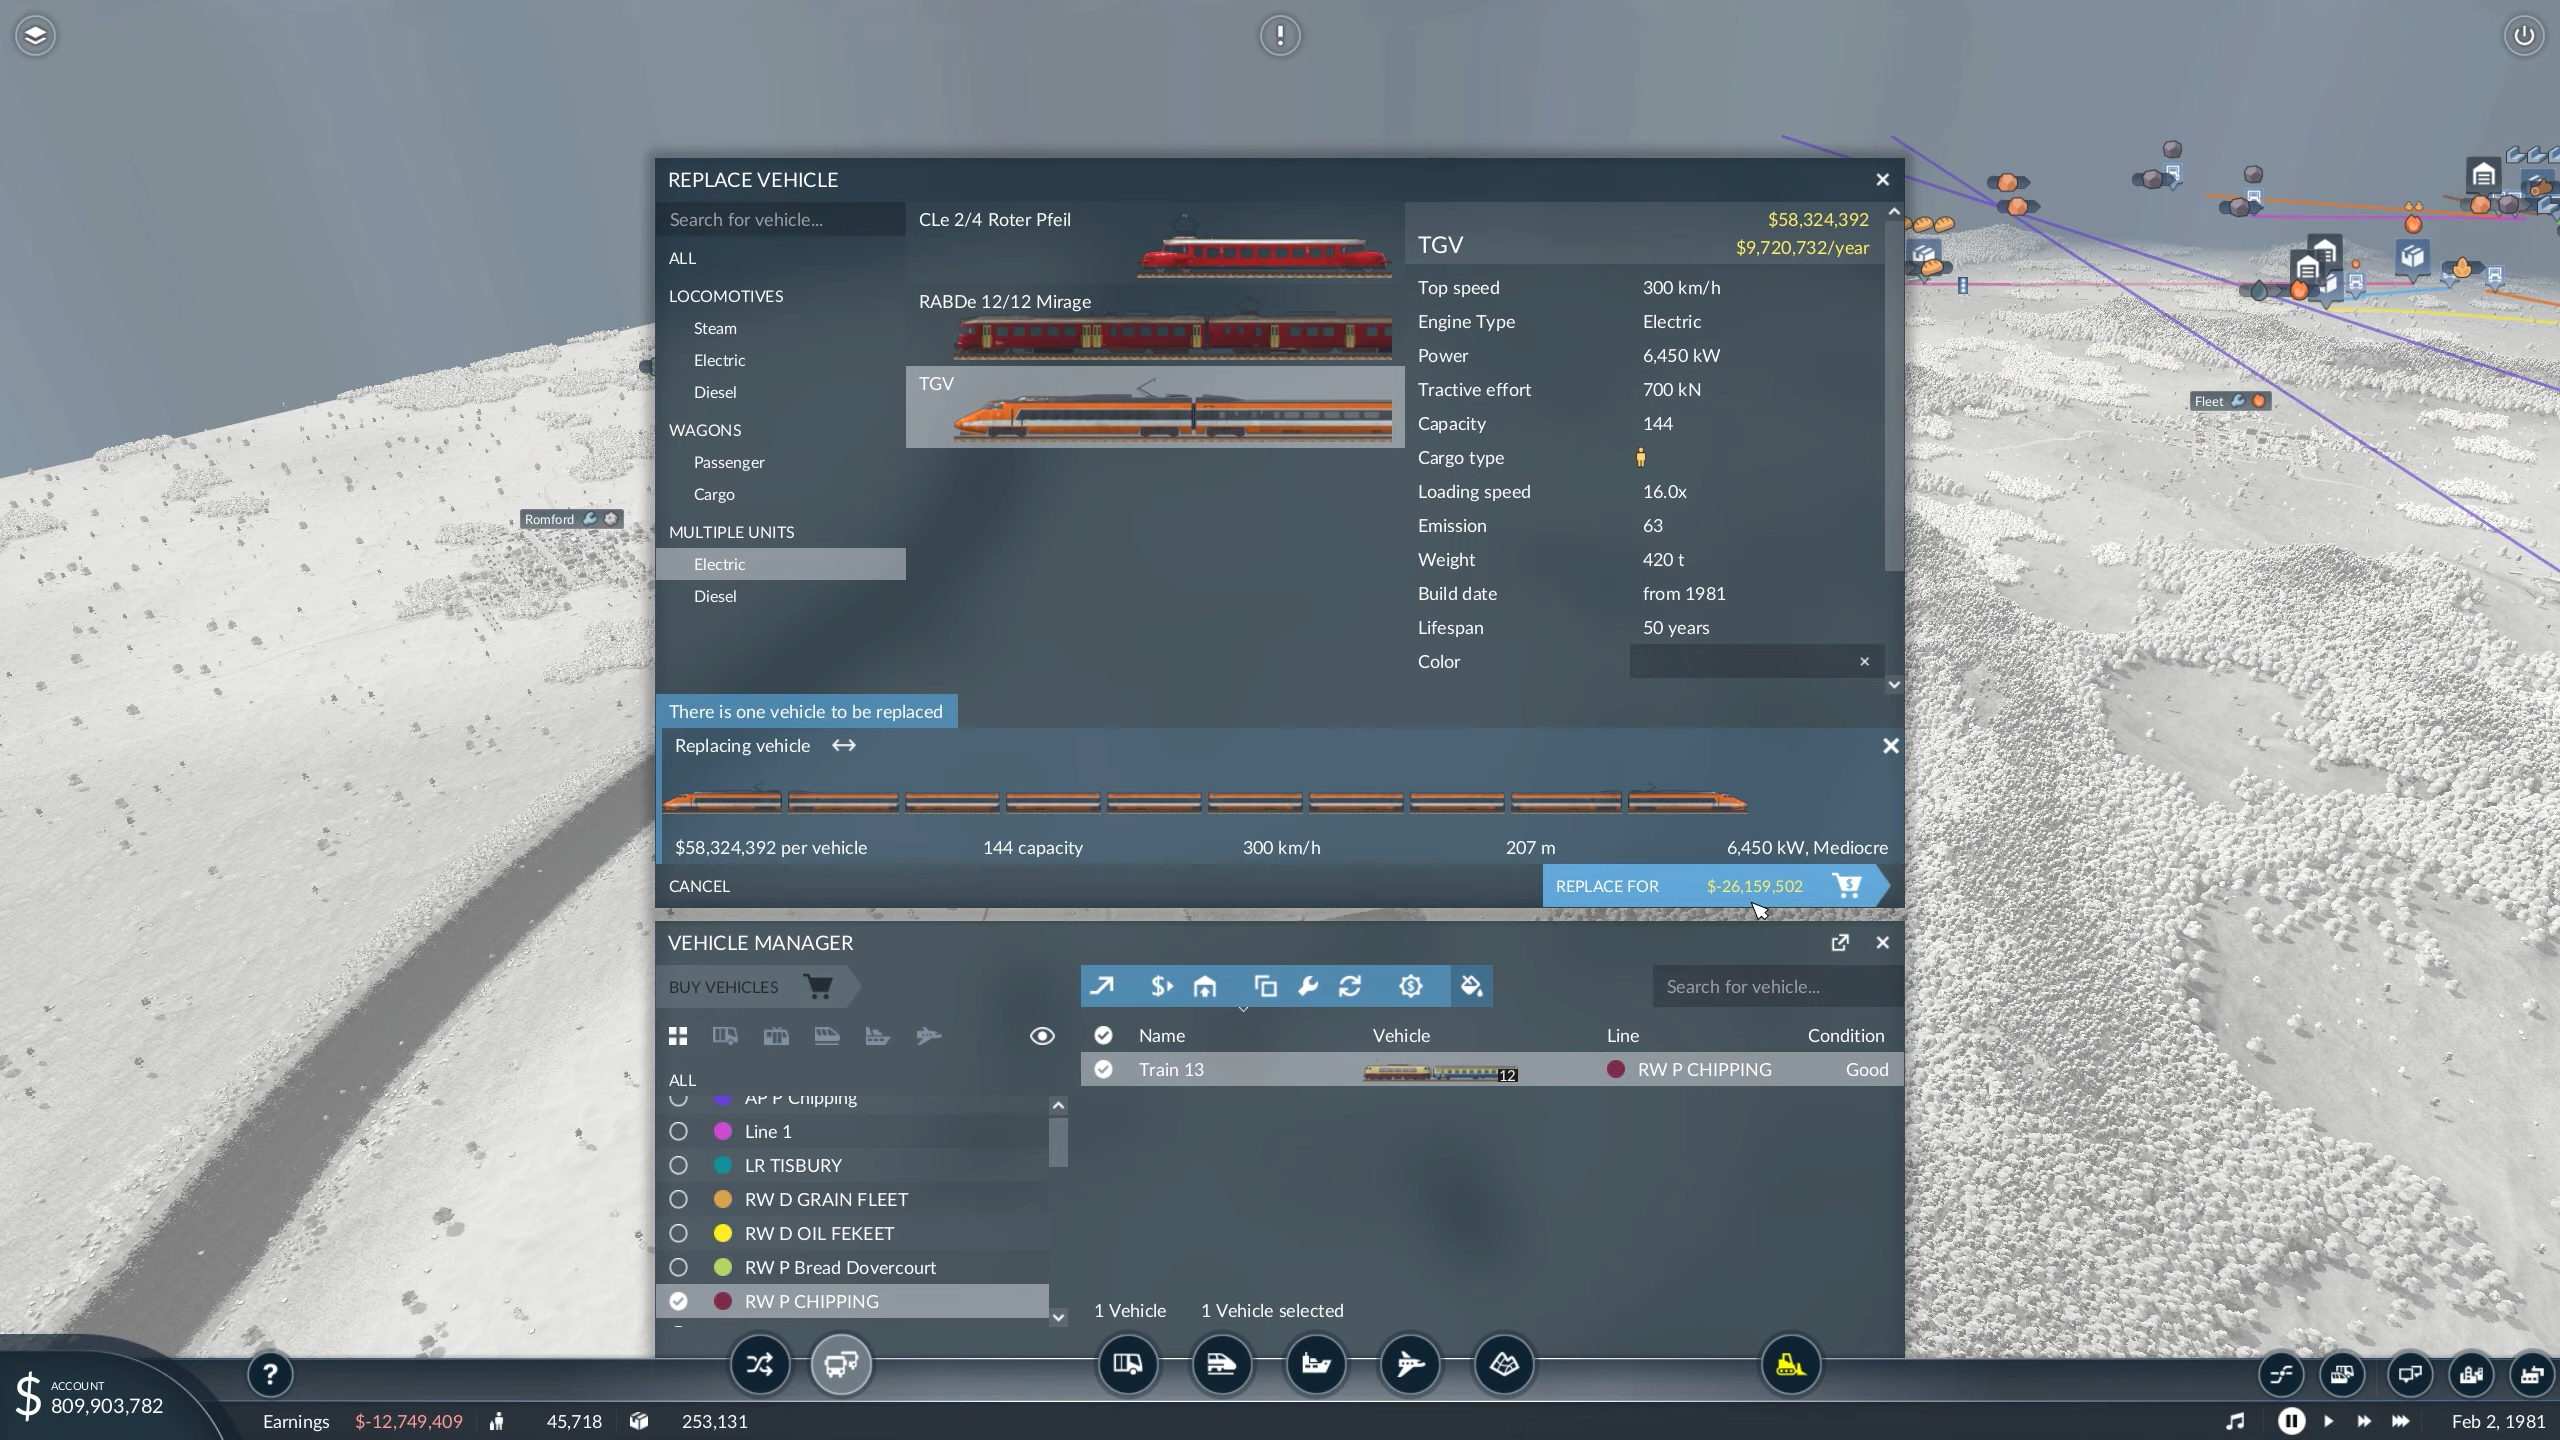 REPLACE VEHICLE
Search for vehicle...
ALL
LOCOMOTIVES
Steam
Electric
Diesel
WAGONS
Passenger
Cargo
MULTIPLE UNITS
Electric
Diesel
CLe 2/4 Roter Pfeil
RABDe 12/12 Mirage
TGV
$58,324,392
TGV
$9,720,732/year
Top speed 300 km/h
Engine Type Electric
Power 6,450 kW
Tractive effort 700 kN
Capacity 144
Cargo type
Loading speed 16.0x
Emission 63
Weight 420 t
Build date from 1981
Lifespan 50 years
Color
Romford
Fleet
There is one vehicle to be replaced
Replacing vehicle
$58,324,392 per vehicle 144 capacity 300 km/h 207 m 6,450 kW, Mediocre
CANCEL
REPLACE FOR $-26,159,502
VEHICLE MANAGER
BUY VEHICLES
Search for vehicle...
ALL
AP P Chipping
Line 1
LR TISBURY
RW D GRAIN FLEET
RW D OIL FEKEET
RW P Bread Dovercourt
RW P CHIPPING
Name Vehicle Line Condition
Train 13 12 RW P CHIPPING Good
1 Vehicle 1 Vehicle selected
?
$ ACCOUNT
809,903,782
Earnings $-12,749,409 45,718 253,131
Feb 2, 1981